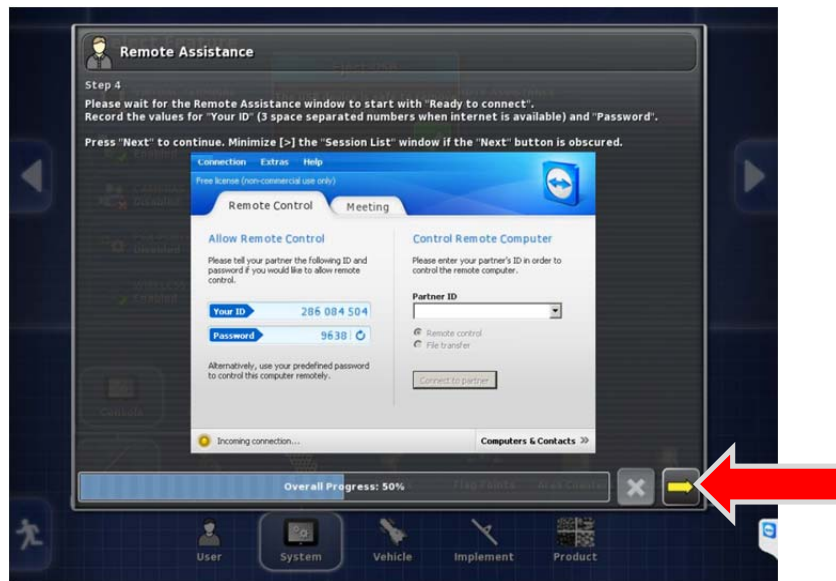 Remote Assistance
Step 4
Please wait for the Remote Assistance window to start with "Ready to connect".
Record the values for "Your ID" (3 space separated numbers when internet is available) and "Password".
Press "Next" to continue. Minimize [>] the "Session List" window if the "Next" button is obscured.
Connection Extras Help
Free license (non-commercial use only)
Remote Control Meeting
Allow Remote Control
Please tell your partner the following ID and
password if you would like to allow remote
control.
Your ID 286 084 504
Password 9638
Alternatively, use your predefined password
to control this computer remotely.
Control Remote Computer
Please enter your partner's ID in order to
control the remote computer.
Partner ID
Remote control
File transfer
Connect to partner
Incoming connection...
Computers & Contacts
Overall Progress: 50%
User System Vehicle Implement Product